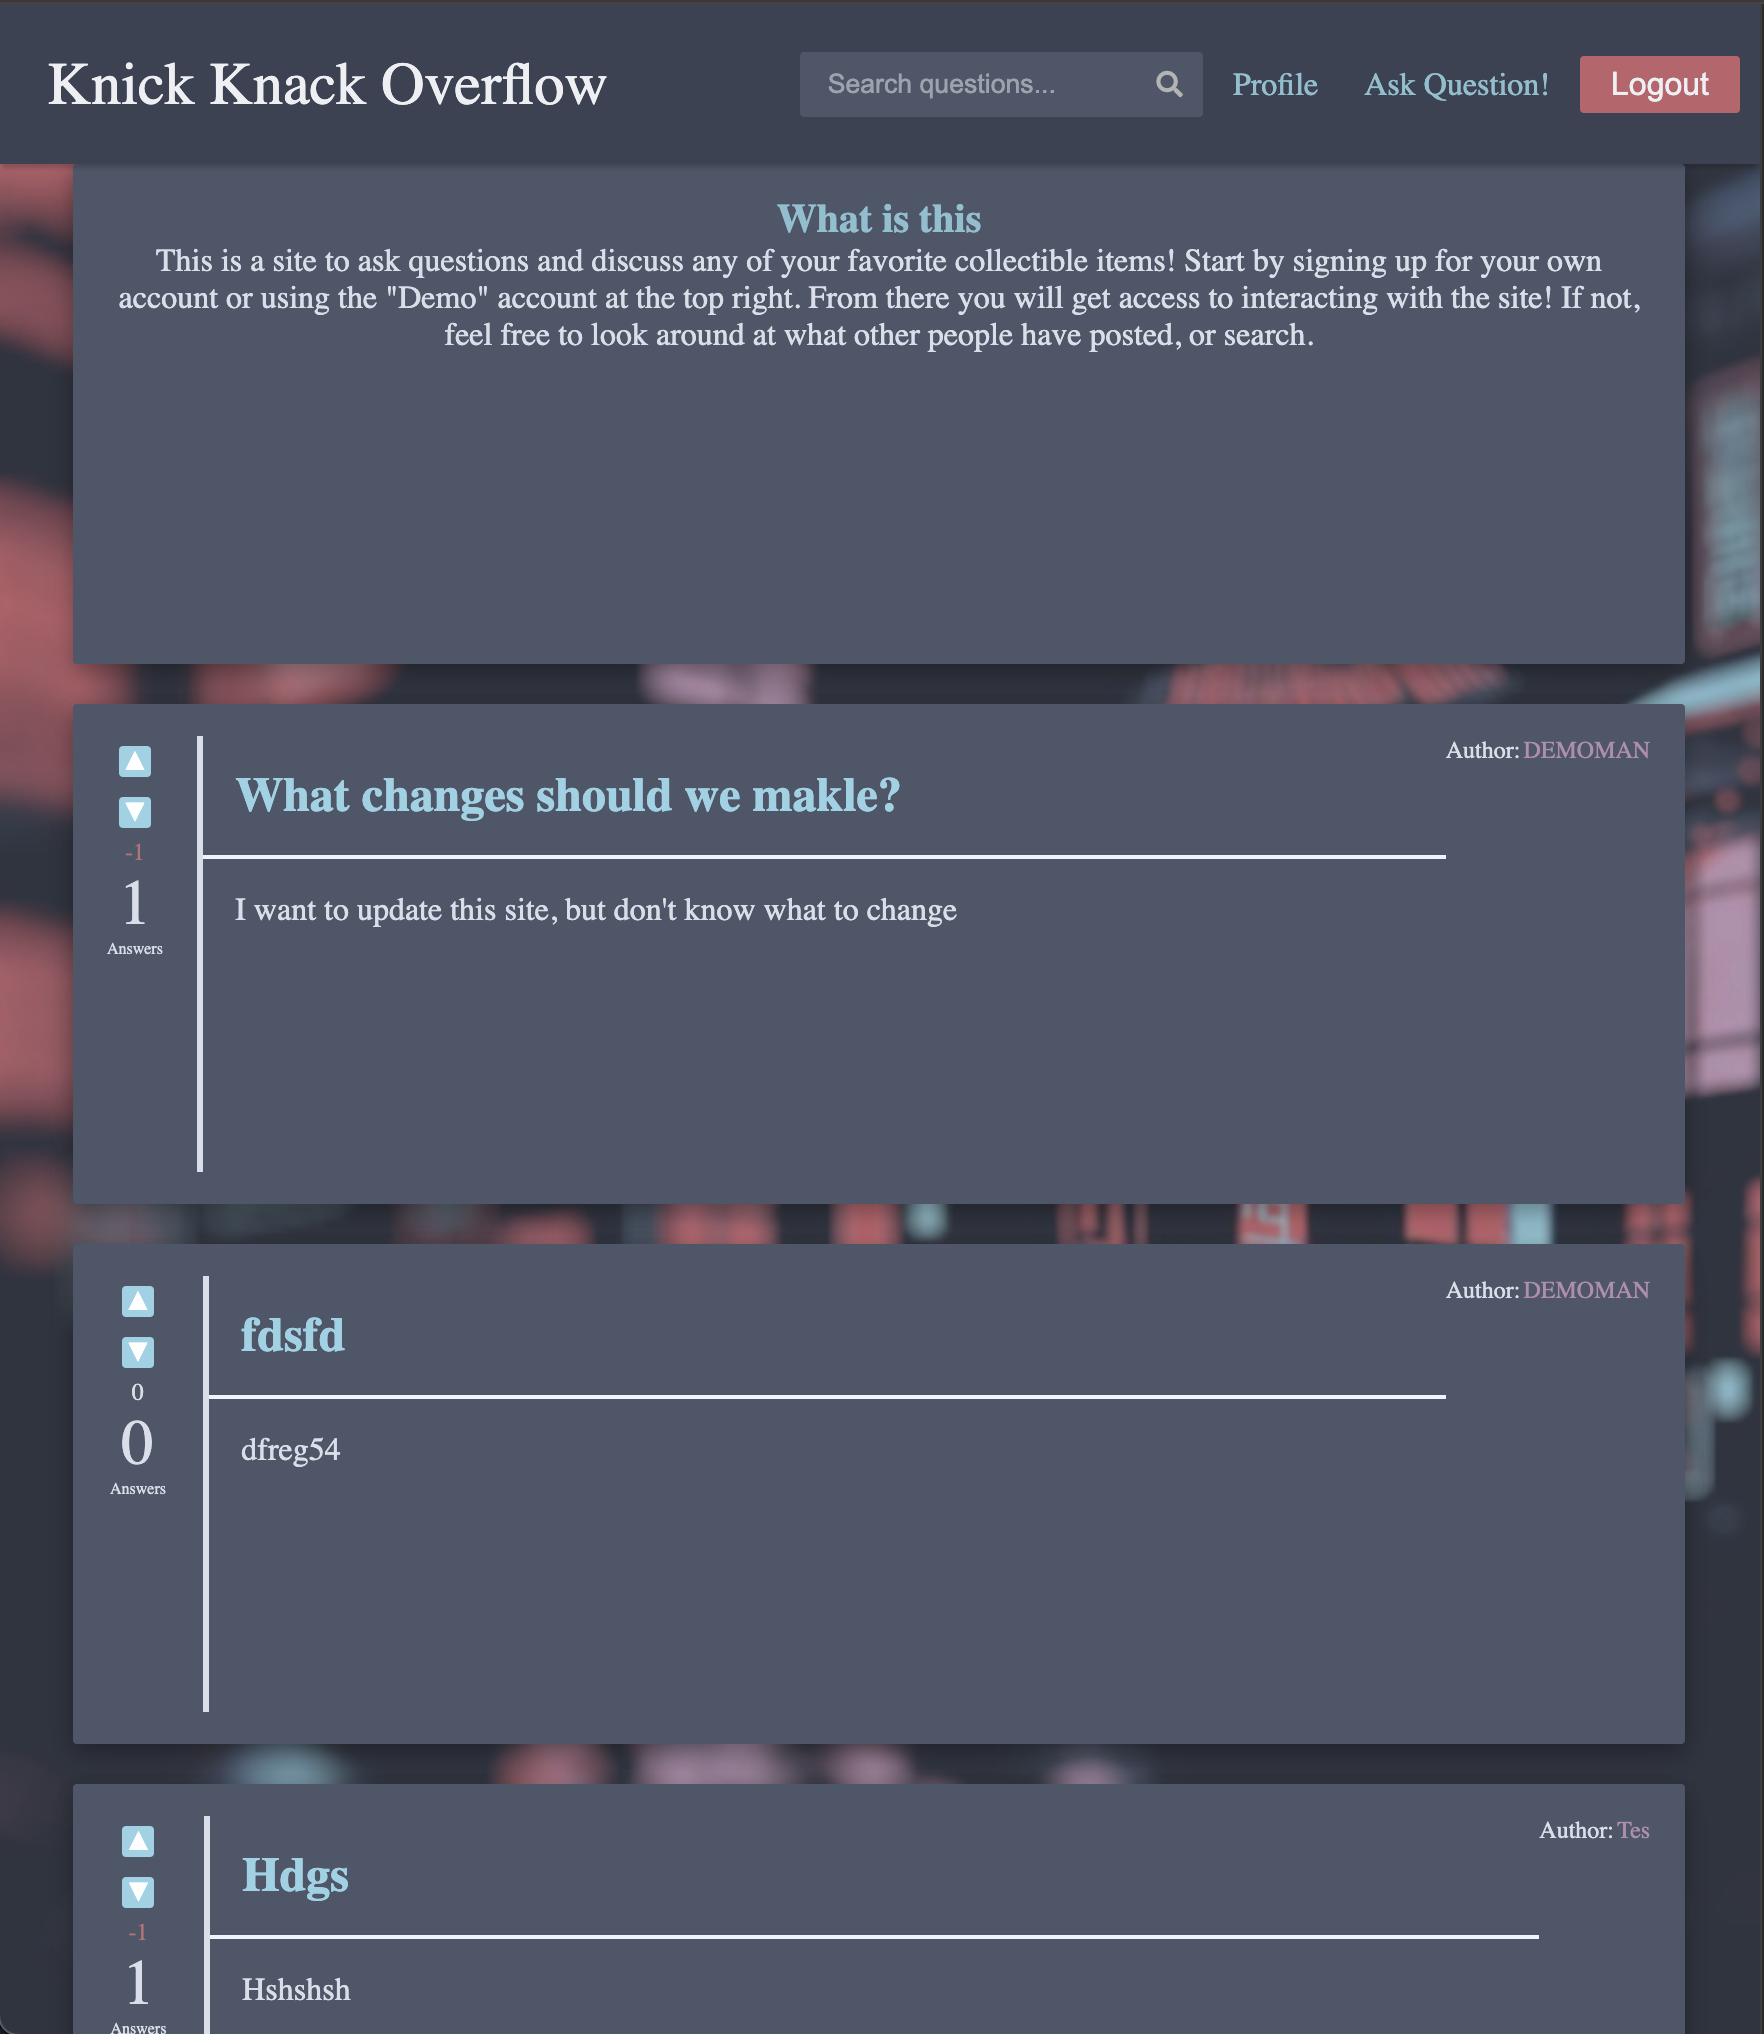 Knick Knack Overflow
Search questions...
Profile
Ask Question!
Logout
What is this
This is a site to ask questions and discuss any of your favorite collectible items! Start by signing up for your own
account or using the "Demo" account at the top right. From there you will get access to interacting with the site! If not,
feel free to look around at what other people have posted, or search.
Author: DEMOMAN
What changes should we makle?
-1
1
Answers
I want to update this site, but don't know what to change
Author: DEMOMAN
fdsfd
0
0
Answers
dfreg54
Author: Tes
Hdgs
-1
1
Answers
Hshshsh